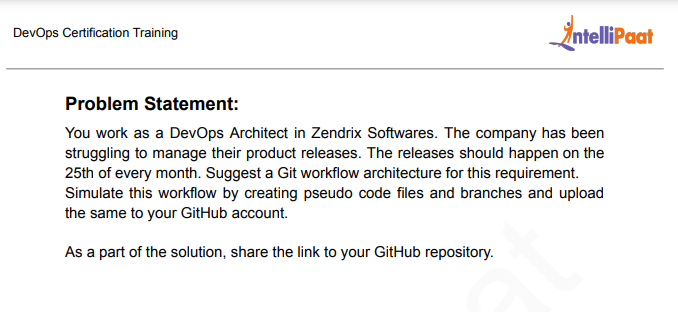 DevOps Certification Training
IntelliPaat
Problem Statement:
You work as a DevOps Architect in Zendrix Softwares. The company has been
struggling to manage their product releases. The releases should happen on the
25th of every month. Suggest a Git workflow architecture for this requirement.
Simulate this workflow by creating pseudo code files and branches and upload
the same to your GitHub account.
As a part of the solution, share the link to your GitHub repository.